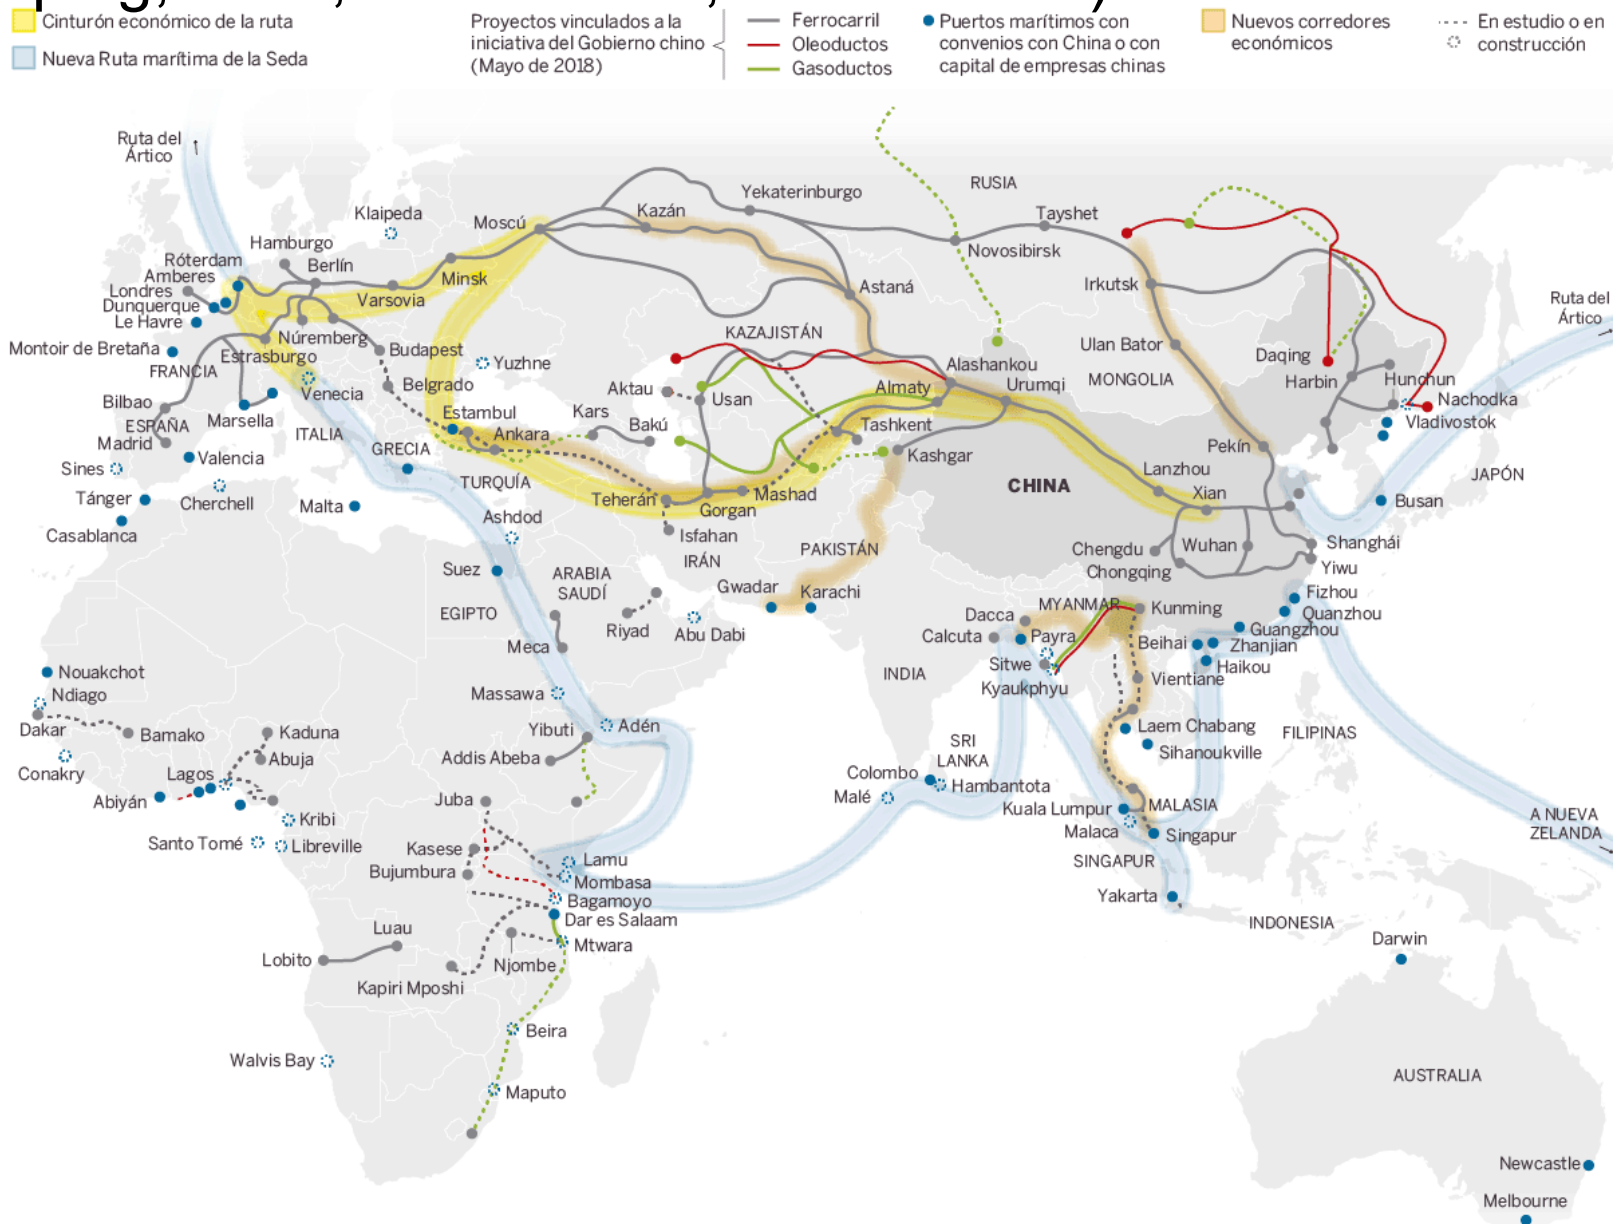 Cinturón económico de la ruta
Nueva Ruta marítima de la Seda
Proyectos vinculados a la
iniciativa del Gobierno chino
(Mayo de 2018)
Ferrocarril
Oleoductos
Gasoductos
Puertos marítimos con
convenios con China o con
capital de empresas chinas
Nuevos corredores
económicos
En estudio o en
construcción
Ruta del
Ártico
Klaipeda
Moscú
Kazán
Yekaterinburgo
RUSIA
Tayshet
Novosibirsk
Hamburgo
Róterdam
Berlín
Amberes
Minsk
Londres
Dunquerque
Varsovia
Le Havre
Astaná
Irkutsk
Ruta del
Ártico
Núremberg
KAZAJISTÁN
Montoir de Bretaña
Estrasburgo
Budapest
Yuzhne
Ulan Bator
Daqing
FRANCIA
Alashankou
MONGOLIA
Harbin
Hunchun
Venecia
Belgrado
Aktau
Usan
Almaty
Urumqi
Nachodka
Bilbao
Marsella
Estambul
Kars
Vladivostok
ESPAÑA
ITALIA
Ankara
Bakú
Tashkent
Madrid
GRECIA
Kashgar
Pekín
Sines
Valencia
TURQUÍA
Lanzhou
JAPÓN
Tánger
Cherchell
Malta
Teherán
Mashad
CHINA
Xian
Busan
Casablanca
Ashdod
Gorgan
Isfahan
IRÁN
PAKISTÁN
Chengdu
Wuhan
Shanghái
Suez
ARABIA
SAUDÍ
Chongqing
Yiwu
Gwadar
Karachi
Fizhou
EGIPTO
Riyad
Abu Dabi
Dacca
MYANMAR
Kunming
Quanzhou
Calcuta
Payra
Guangzhou
Meca
Beihai
Zhanjian
Nouakchot
INDIA
Sitwe
Haikou
Ndiago
Massawa
Kyaukphyu
Vientiane
Dakar
Bamako
Kaduna
Yibuti
Adén
Laem Chabang
FILIPINAS
Abuja
Addis Abeba
SRI
LANKA
Sihanoukville
Conakry
Lagos
Colombo
Hambantota
Abiyán
Juba
Malé
Kuala Lumpur
MALASIA
Kribi
Malaca
Singapur
A NUEVA
ZELANDA
Santo Tomé
Libreville
Kasese
Lamu
SINGAPUR
Bujumbura
Mombasa
Yakarta
Bagamoyo
Dar es Salaam
INDONESIA
Luau
Mtwara
Darwin
Lobito
Njombe
Kapiri Mposhi
Beira
Walvis Bay
Maputo
AUSTRALIA
Newcastle
Melbourne